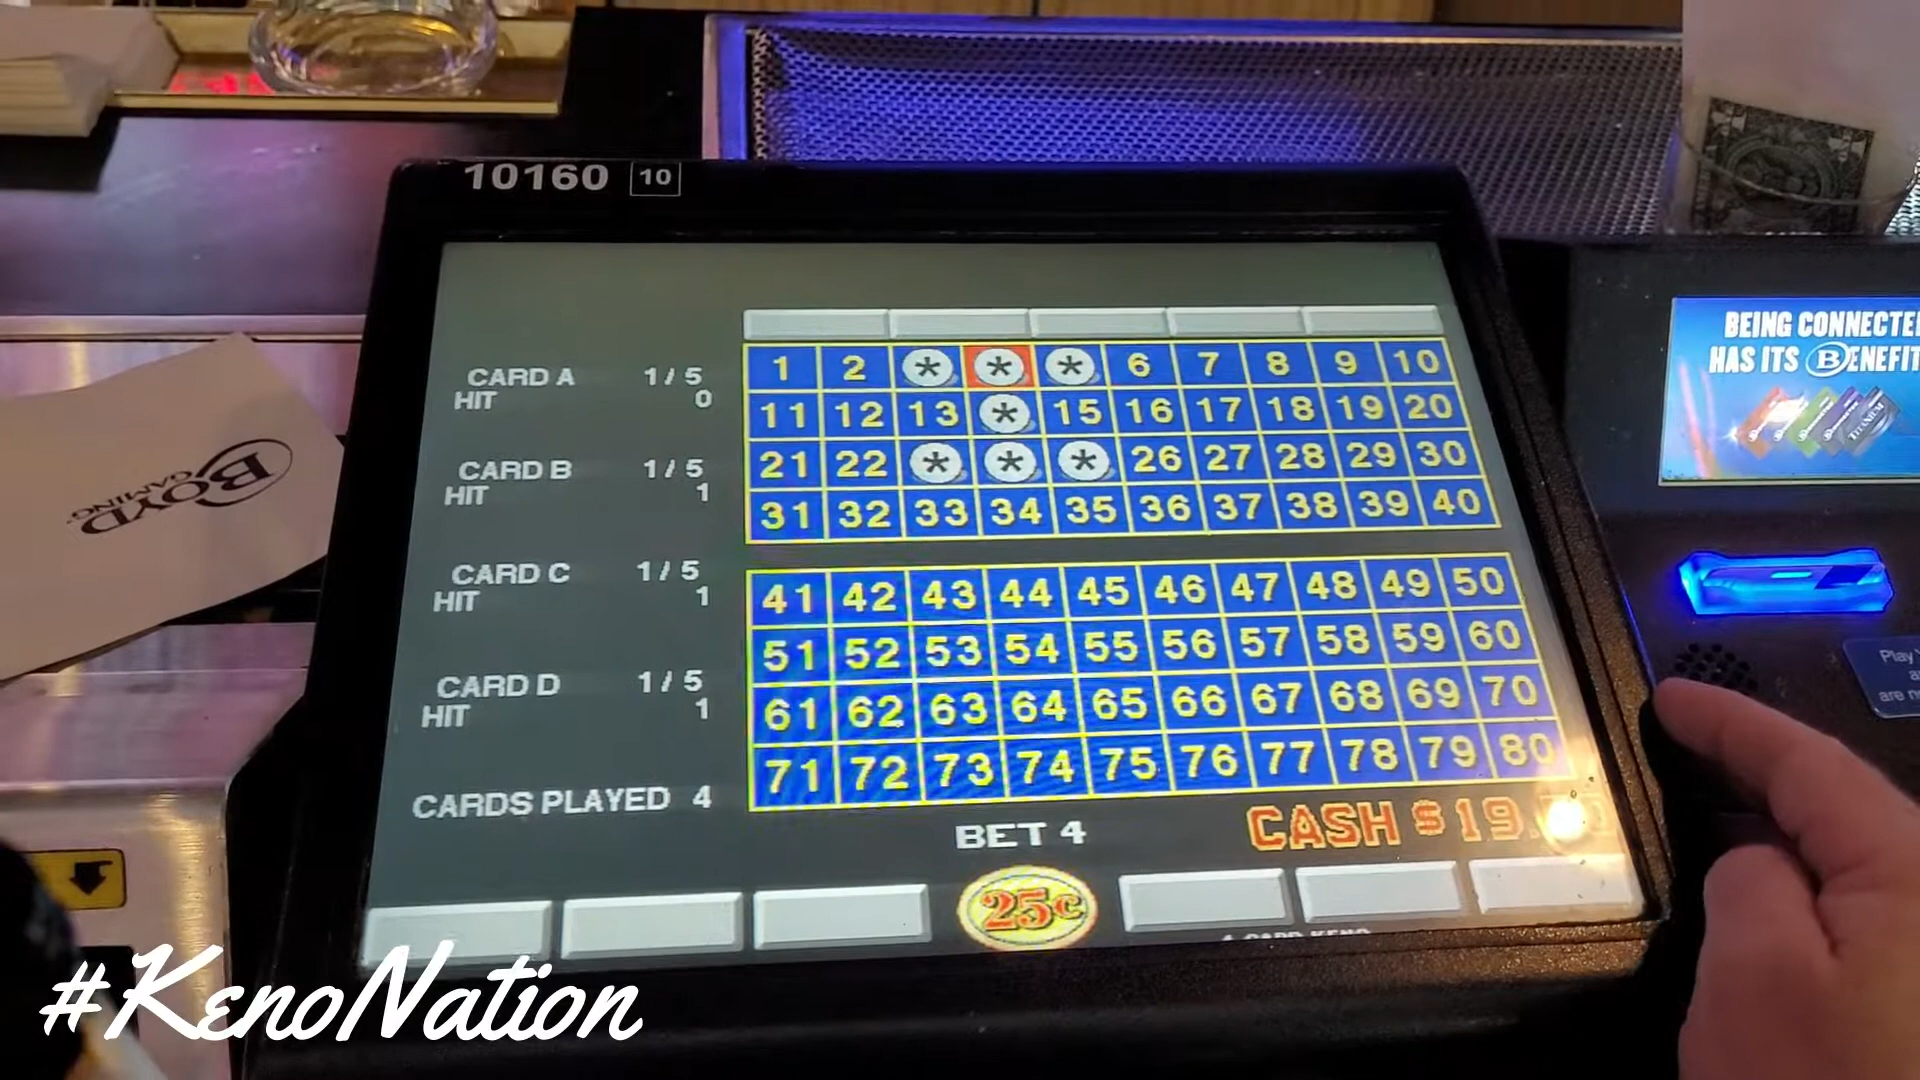 10160 10
CARD A 1/5
HIT 0
CARD B 1/5
HIT 1
CARD C 1/5
HIT 1
CARD D 1/5
HIT 1
CARDS PLAYED 4
1 2 * * * 6 7 8 9 10
11 12 13 * 15 16 17 18 19 20
21 22 * * * 26 27 28 29 30
31 32 33 34 35 36 37 38 39 40
41 42 43 44 45 46 47 48 49 50
51 52 53 54 55 56 57 58 59 60
61 62 63 64 65 66 67 68 69 70
71 72 73 74 75 76 77 78 79 80
BET 4
CASH $19.
25¢
BOYD
GAMING
BEING CONNECTE
HAS ITS BENEFIT
TITANIUM
Play
are
#KenoNation